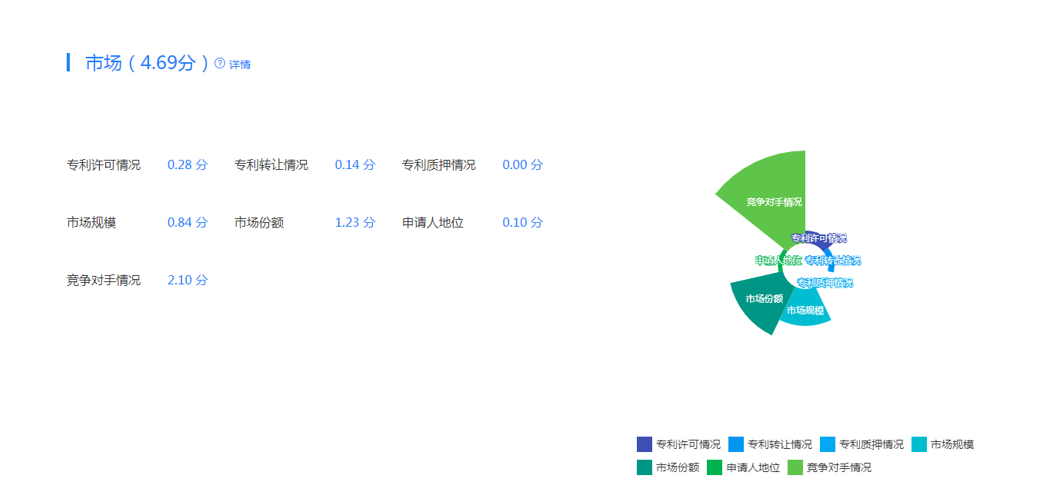 市场（4.69分）? 详情
专利许可情况 0.28 分 专利转让情况 0.14 分 专利质押情况 0.00 分
市场规模 0.84 分 市场份额 1.23 分 申请人地位 0.10 分
竞争对手情况 2.10 分
竞争对手情况
专利许可情况
申请人地位 专利转让情况
专利质押情况
市场份额
市场规模
专利许可情况 专利转让情况 专利质押情况 市场规模
市场份额 申请人地位 竞争对手情况